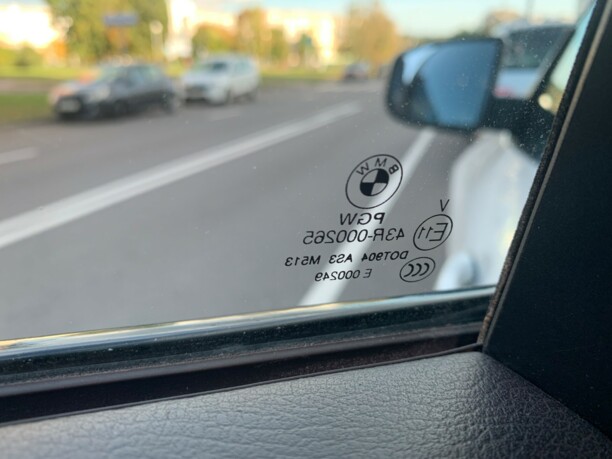 BMW
PGW
V
43R-000265
E11
DOT904 AS3 M513
CCC
E 000249